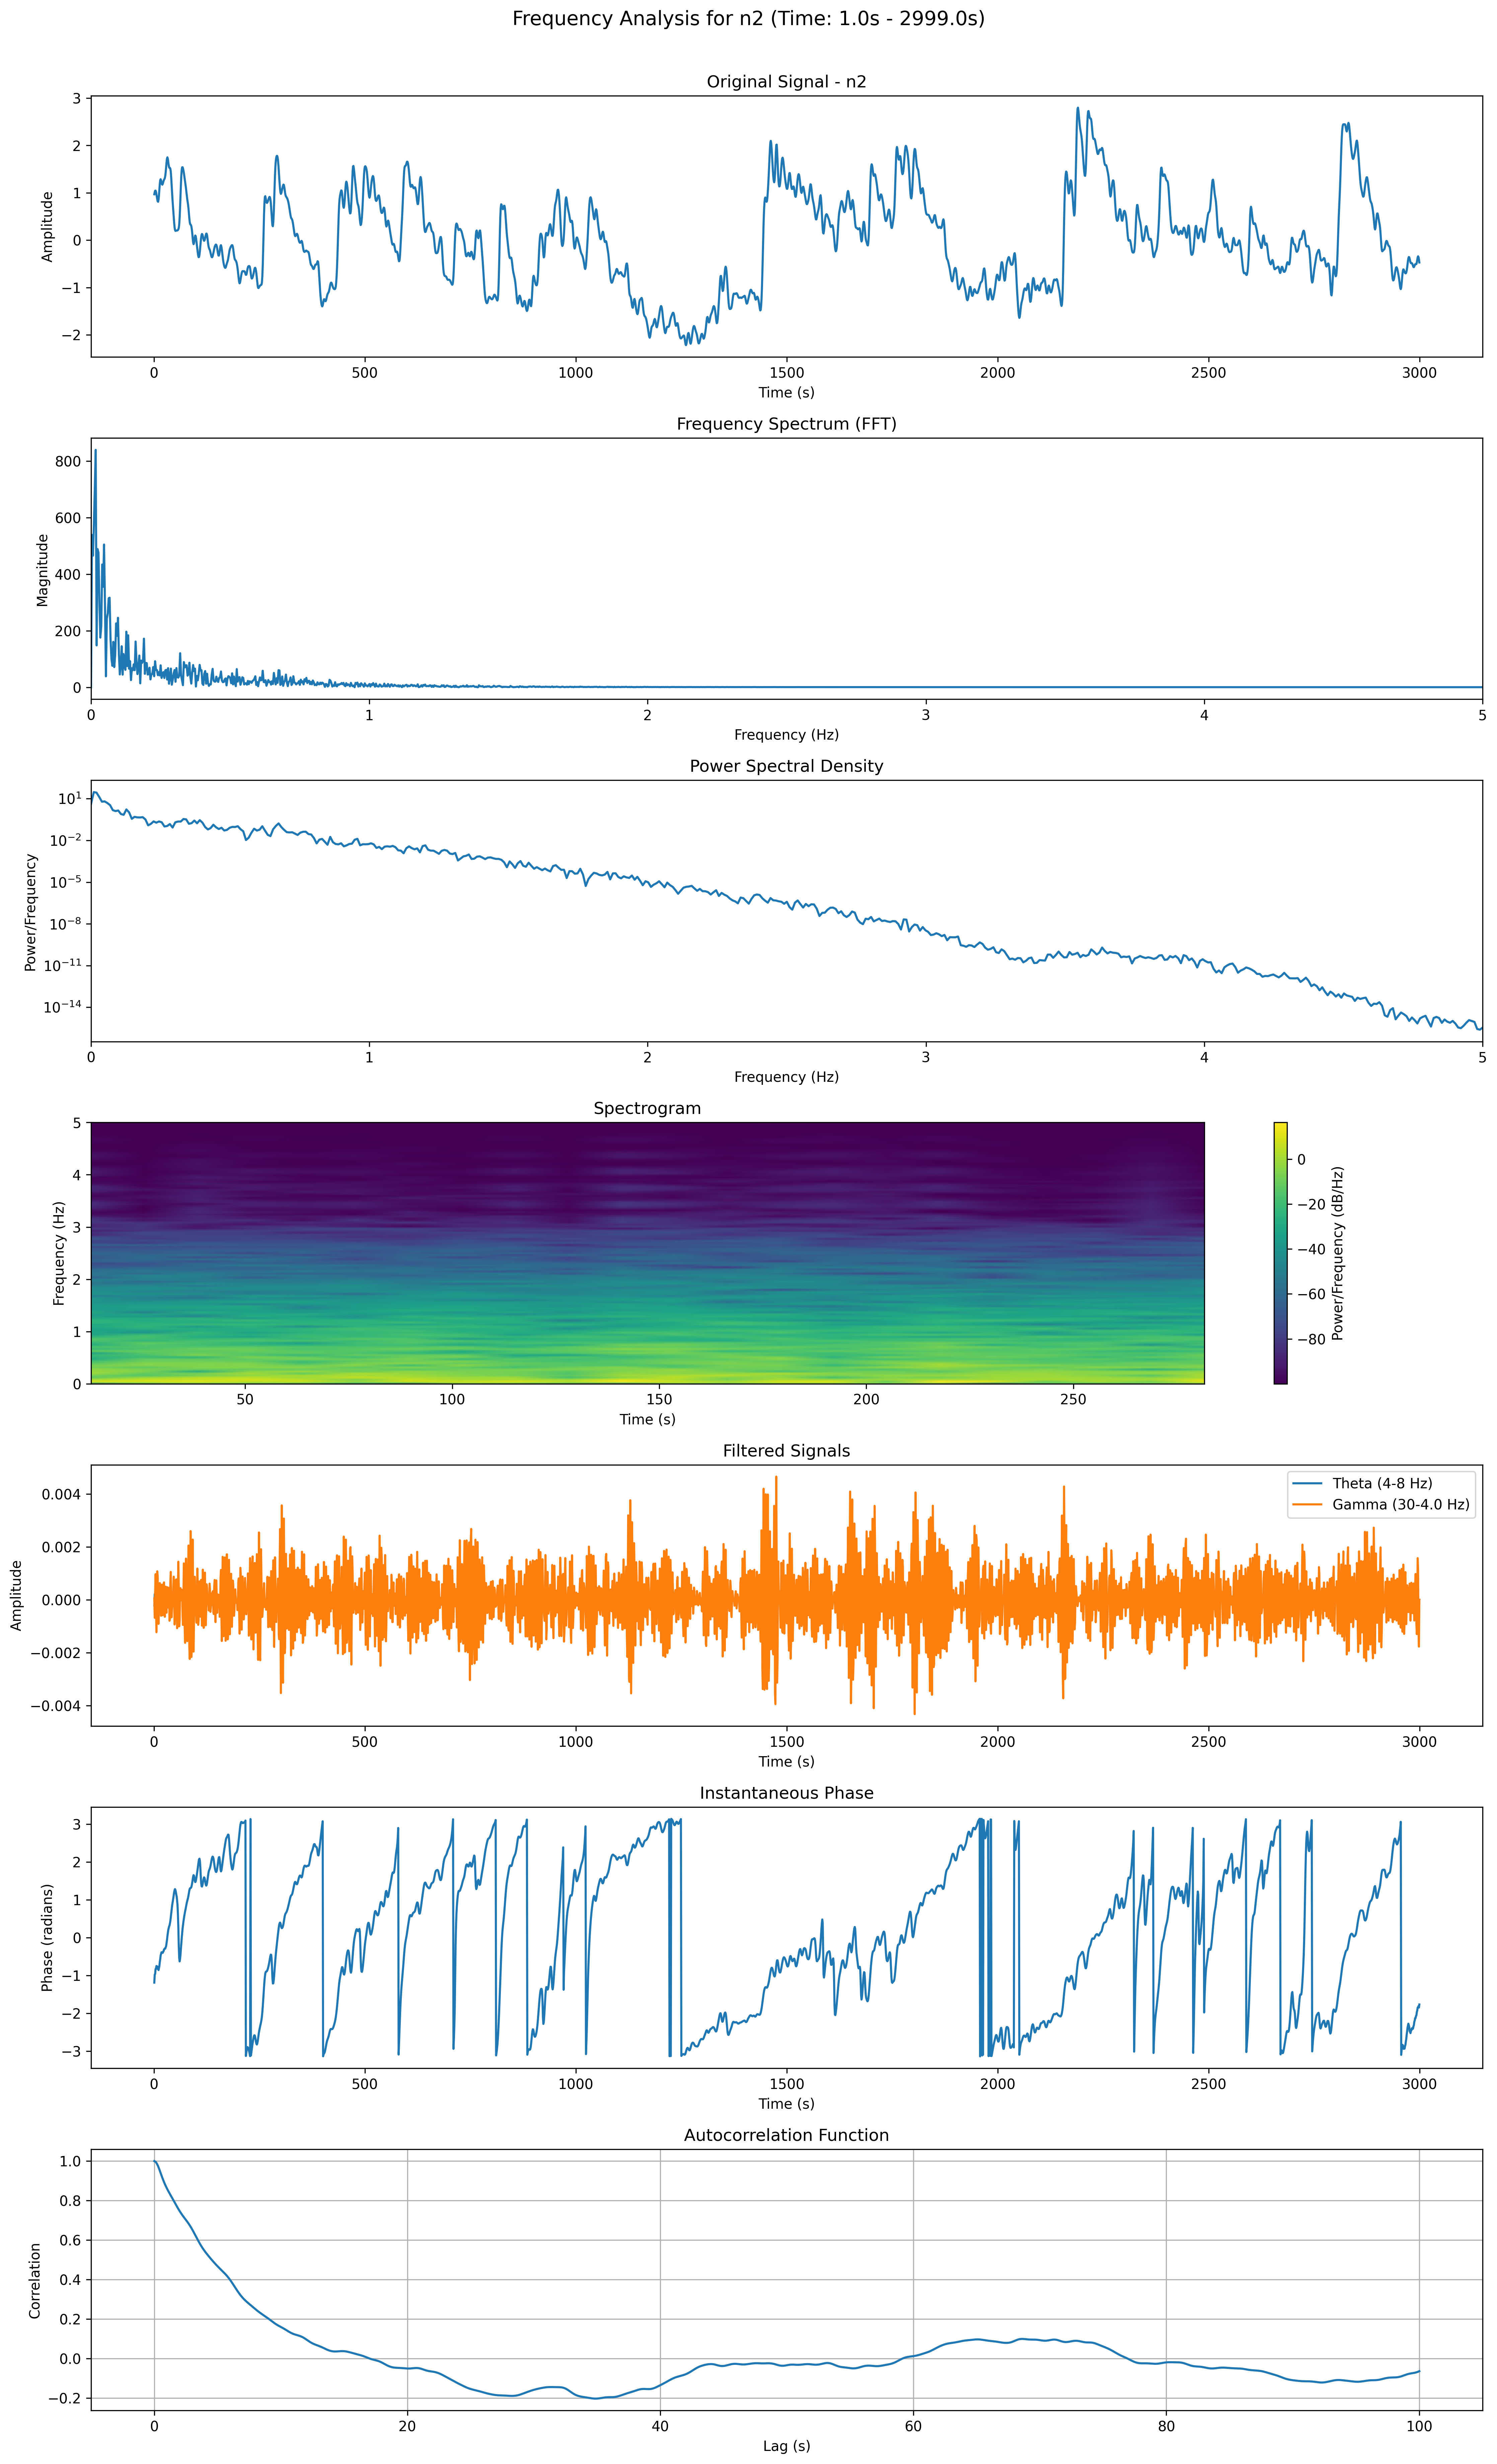 Frequency Analysis for n2 (Time: 1.0s - 2999.0s)
Original Signal - n2
Amplitude
3
2
1
0
−1
−2
0 500 1000 1500 2000 2500 3000
Time (s)
Frequency Spectrum (FFT)
Magnitude
800
600
400
200
0
0 1 2 3 4 5
Frequency (Hz)
Power Spectral Density
Power/Frequency
10¹
10⁻²
10⁻⁵
10⁻⁸
10⁻¹¹
10⁻¹⁴
0 1 2 3 4 5
Frequency (Hz)
Spectrogram
Frequency (Hz)
5
4
3
2
1
0
50 100 150 200 250
Time (s)
0
−20
−40
−60
−80
Power/Frequency (dB/Hz)
Filtered Signals
Theta (4-8 Hz)
Gamma (30-4.0 Hz)
Amplitude
0.004
0.002
0.000
−0.002
−0.004
0 500 1000 1500 2000 2500 3000
Time (s)
Instantaneous Phase
Phase (radians)
3
2
1
0
−1
−2
−3
0 500 1000 1500 2000 2500 3000
Time (s)
Autocorrelation Function
Correlation
1.0
0.8
0.6
0.4
0.2
0.0
−0.2
0 20 40 60 80 100
Lag (s)